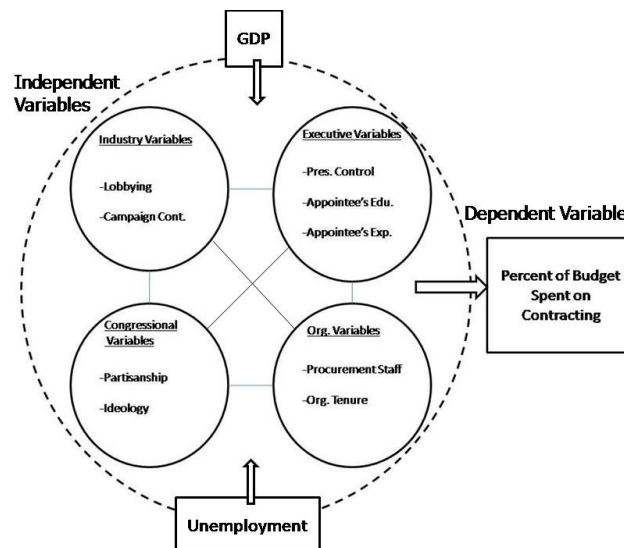 GDP
Independent
Variables
Industry Variables
-Lobbying
-Campaign Cont.
Executive Variables
-Pres. Control
-Appointee's Edu.
-Appointee's Exp.
Dependent Variable
Percent of Budget
Spent on
Contracting
Congressional
Variables
-Partisanship
-Ideology
Org. Variables
-Procurement Staff
-Org. Tenure
Unemployment